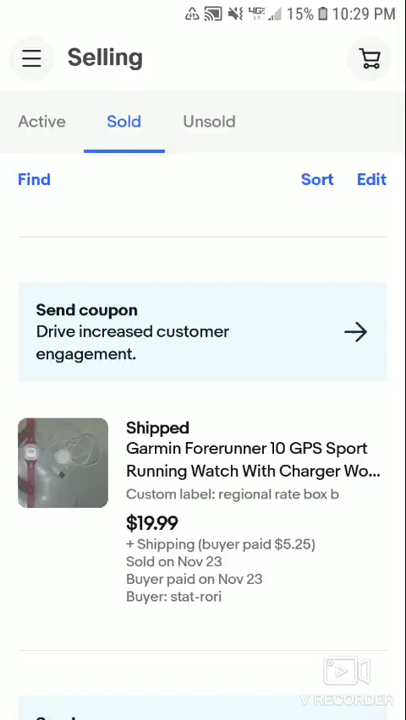 15% 10:29 PM
Selling
Active Sold Unsold
Find Sort Edit
Send coupon
Drive increased customer
engagement.
Shipped
Garmin Forerunner 10 GPS Sport
Running Watch With Charger Wo...
Custom label: regional rate box b
$19.99
+ Shipping (buyer paid $5.25)
Sold on Nov 23
Buyer paid on Nov 23
Buyer: stat-rori
V RECORDER